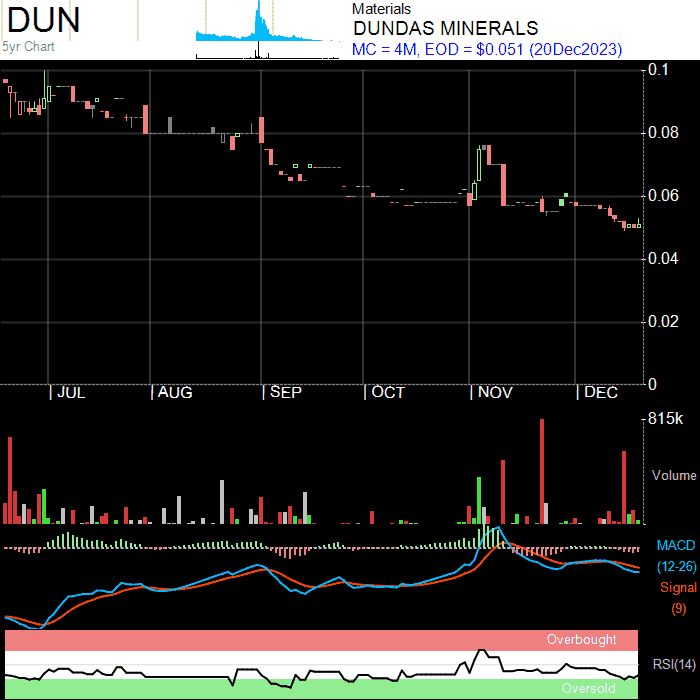 DUN
5yr Chart
Materials
DUNDAS MINERALS
MC = 4M, EOD = $0.051 (20Dec2023)
0.1
0.08
0.06
0.04
0.02
0
| JUL | AUG | SEP | OCT | NOV | DEC
815k
Volume
MACD
(12-26)
Signal
(9)
Overbought
RSI(14)
Oversold